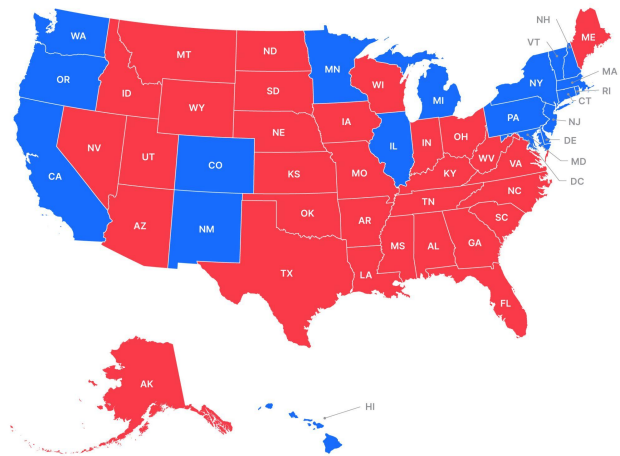 NH
ME
WA
VT
MT
ND
MN
OR
MA
ID
WI
NY
SD
RI
MI
WY
CT
PA
IA
NJ
NE
OH
NV
IL
IN
DE
UT
CO
WV
MD
VA
CA
KS
MO
KY
DC
NC
TN
OK
AZ
NM
AR
SC
MS
AL
GA
TX
LA
FL
AK
HI